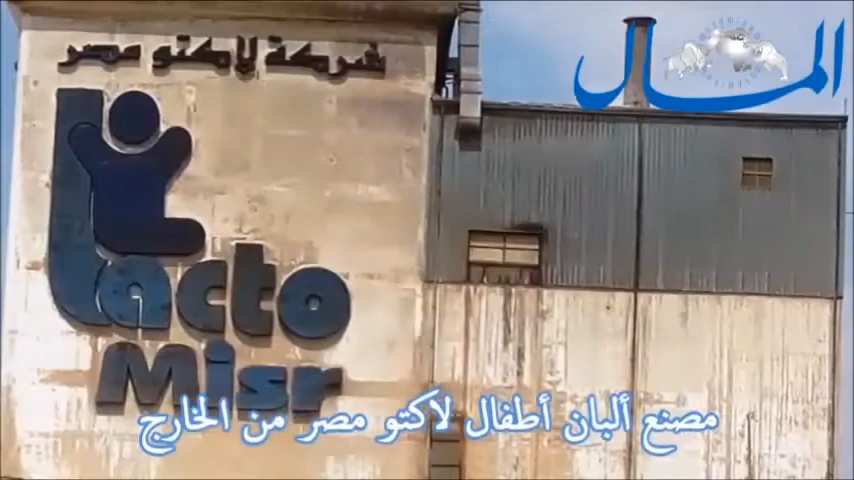 شركة لاكتو مصر
المال
Lacto
Misr
مصنع ألبان أطفال لاكتو مصر من الخارج